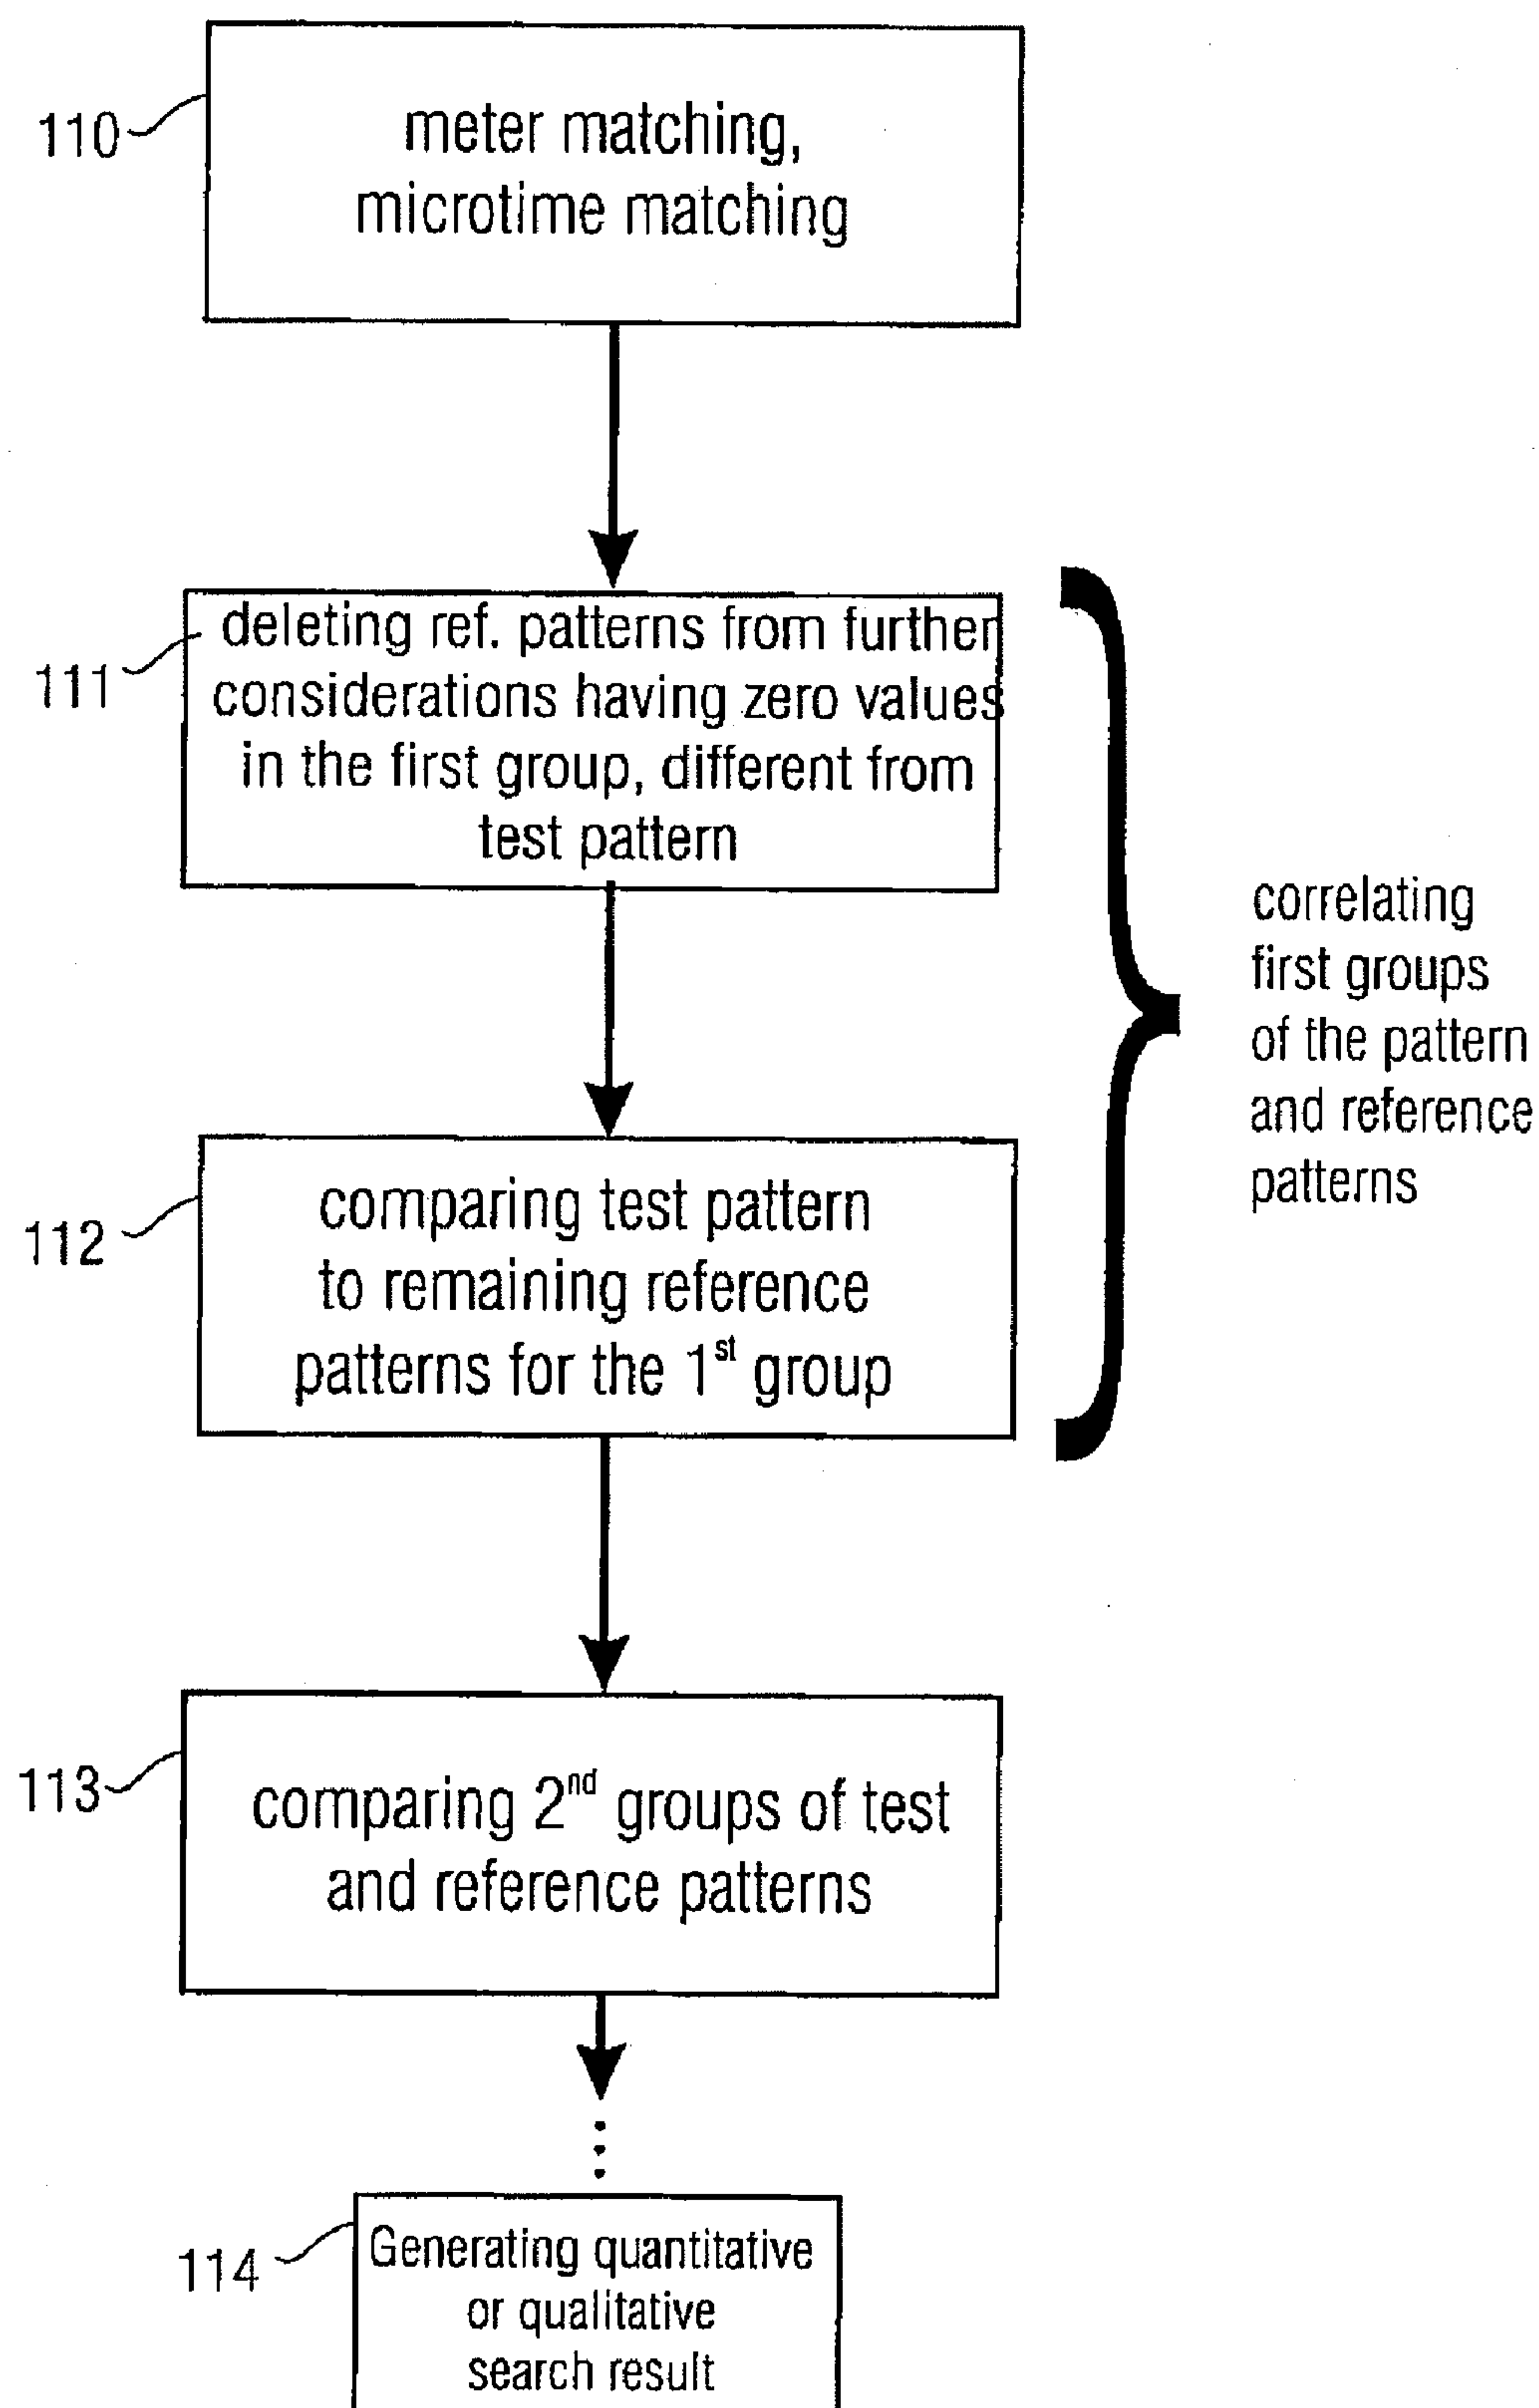 110
meter matching,
microtime matching
111
deleting ref. patterns from further
considerations having zero values
in the first group, different from
test pattern
correlating
first groups
of the pattern
and reference
patterns
112
comparing test pattern
to remaining reference
patterns for the 1st group
113
comparing 2nd groups of test
and reference patterns
114
Generating quantitative
or qualitative
search result